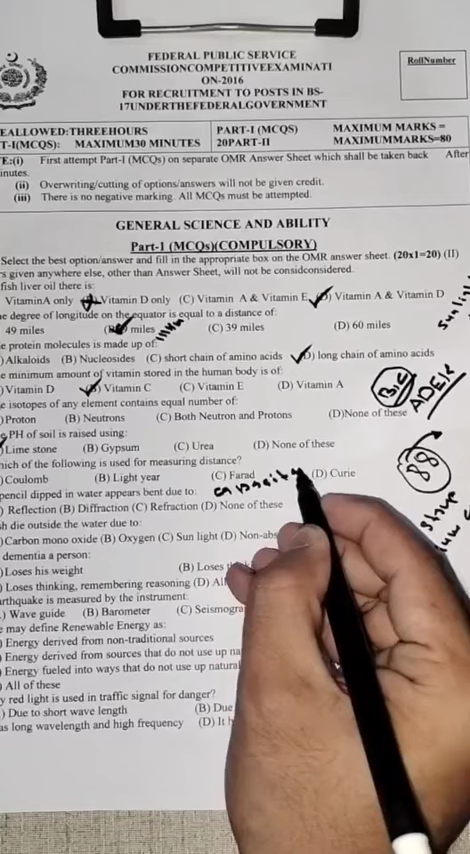 FEDERAL PUBLIC SERVICE
COMMISSIONCOMPETITIVEEXAMINATI
ON-2016
FOR RECRUITMENT TO POSTS IN BS-
17UNDERTHEFEDERALGOVERNMENT
RollNumber
EALLOWED:THREEHOURS
T-I(MCQS): MAXIMUM30 MINUTES
PART-I (MCQS)
20PART-II
MAXIMUM MARKS =
MAXIMUMMARKS=80
E:(i) First attempt Part-I (MCQs) on separate OMR Answer Sheet which shall be taken back After
inutes.
(ii) Overwriting/cutting of options/answers will not be given credit.
(iii) There is no negative marking. All MCQs must be attempted.
GENERAL SCIENCE AND ABILITY
Part-1 (MCQs)(COMPULSORY)
Select the best option/answer and fill in the appropriate box on the OMR answer sheet. (20x1=20) (II)
rs given anywhere else, other than Answer Sheet, will not be considconsidered.
fish liver oil there is:
VitaminA only Vitamin D only (C) Vitamin A & Vitamin E (D) Vitamin A & Vitamin D
ne degree of longitude on the equator is equal to a distance of:
49 miles miles (C) 39 miles (D) 60 miles
e protein molecules is made up of:
)Alkaloids (B) Nucleosides (C) short chain of amino acids D) long chain of amino acids
e minimum amount of vitamin stored in the human body is of:
)Vitamin D Vitamin C (C) Vitamin E (D) Vitamin A
B/C
ADEK
e isotopes of any element contains equal number of:
)Proton (B) Neutrons (C) Both Neutron and Protons (D)None of these
PH of soil is raised using:
Lime stone (B) Gypsum (C) Urea (D) None of these
88
hich of the following is used for measuring distance?
)Coulomb (B) Light year (C) Farad (D) Curie
pencil dipped in water appears bent due to:
) Reflection (B) Diffraction (C) Refraction (D) None of these
sh die outside the water due to:
)Carbon mono oxide (B) Oxygen (C) Sun light (D) Non-abs
dementia a person:
)Loses his weight (B) Loses
) Loses thinking, remembering reasoning (D)
arthquake is measured by the instrument:
) Wave guide (B) Barometer (C) Seismogra
e may define Renewable Energy as:
) Energy derived from non-traditional sources
) Energy derived from sources that do not use up na
) Energy fueled into ways that do not use up natural
) All of these
y red light is used in traffic signal for danger?
) Due to short wave length (B) Due
as long wavelength and high frequency (D) It h